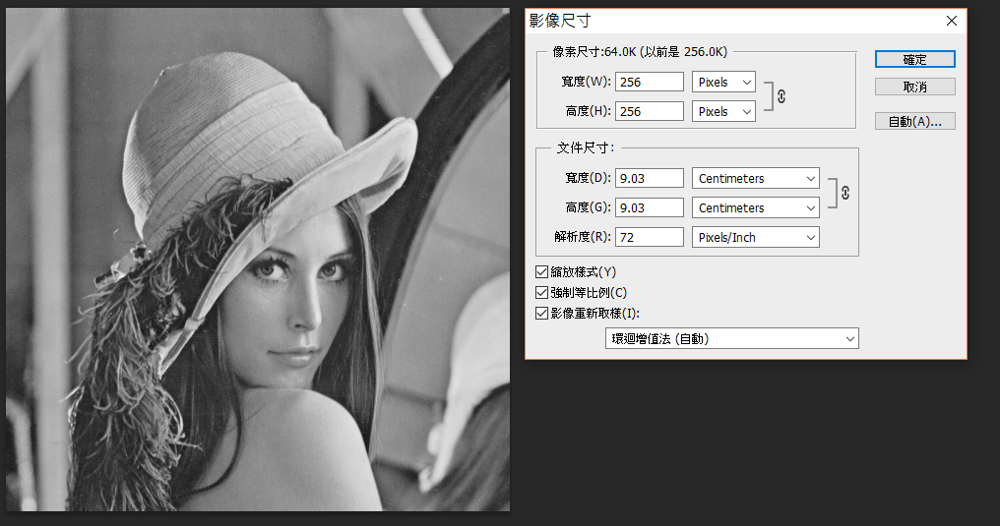 影像尺寸
像素尺寸:64.0K (以前是 256.0K)
寬度(W): 256 Pixels
高度(H): 256 Pixels
文件尺寸:
寬度(D): 9.03 Centimeters
高度(G): 9.03 Centimeters
解析度(R): 72 Pixels/Inch
縮放樣式(Y)
強制等比例(C)
影像重新取樣(I):
環迴增值法 (自動)
確定
取消
自動(A)...